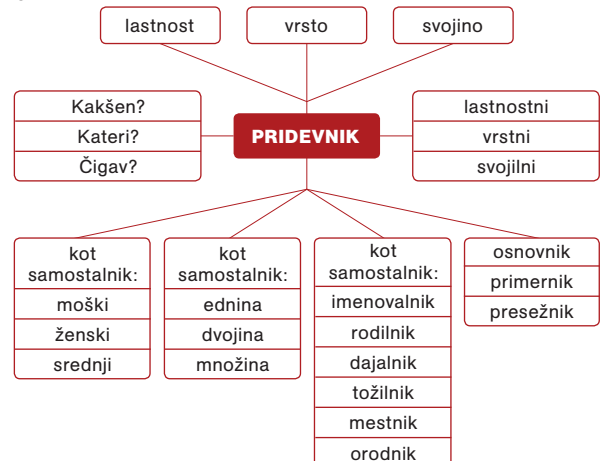 lastnost
vrsto
svojino
Kakšen?
Kateri?
Čigav?
PRIDEVNIK
lastnostni
vrstni
svojilni
kot
samostalnik:
moški
ženski
srednji
kot
samostalnik:
ednina
dvojina
množina
kot
samostalnik:
imenovalnik
rodilnik
dajalnik
tožilnik
mestnik
orodnik
osnovnik
primernik
presežnik